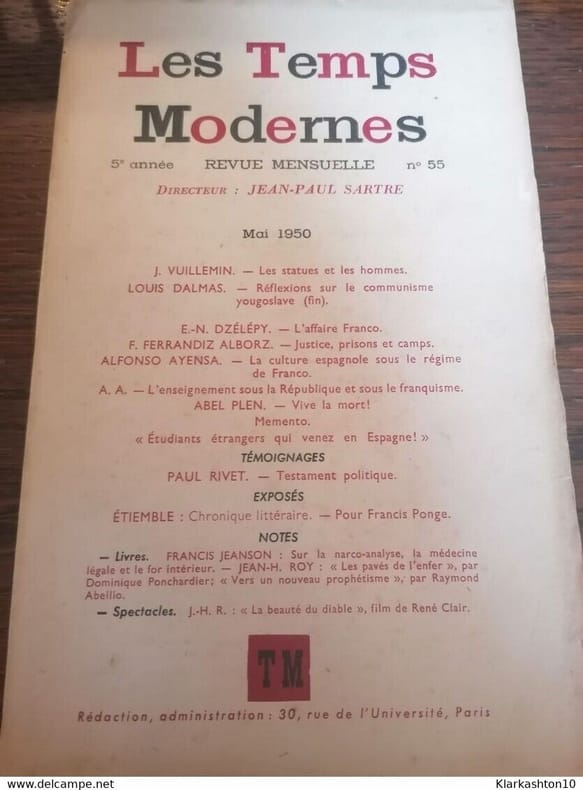 Les Temps
Modernes
5e année REVUE MENSUELLE no 55
DIRECTEUR : JEAN-PAUL SARTRE
Mai 1950
J. VUILLEMIN. — Les statues et les hommes.
LOUIS DALMAS. — Réflexions sur le communisme
yougoslave (fin).
E.-N. DZÉLÉPY. — L'affaire Franco.
F. FERRANDIZ ALBORZ. — Justice, prisons et camps.
ALFONSO AYENSA. — La culture espagnole sous le régime
de Franco.
A. A. — L'enseignement sous la République et sous le franquisme.
ABEL PLEN. — Vive la mort!
Memento.
« Étudiants étrangers qui venez en Espagne! »
TÉMOIGNAGES
PAUL RIVET. — Testament politique.
EXPOSÉS
ÉTIEMBLE : Chronique littéraire. — Pour Francis Ponge.
NOTES
— Livres. FRANCIS JEANSON : Sur la narco-analyse, la médecine
légale et le for intérieur. — JEAN-H. ROY : « Les pavés de l'enfer », par
Dominique Ponchardier; « Vers un nouveau prophétisme », par Raymond
Abellio.
— Spectacles. J.-H. R. : « La beauté du diable », film de René Clair.
TM
Rédaction, administration : 30, rue de l'Université, Paris
www.delcampe.net Klarkashton10